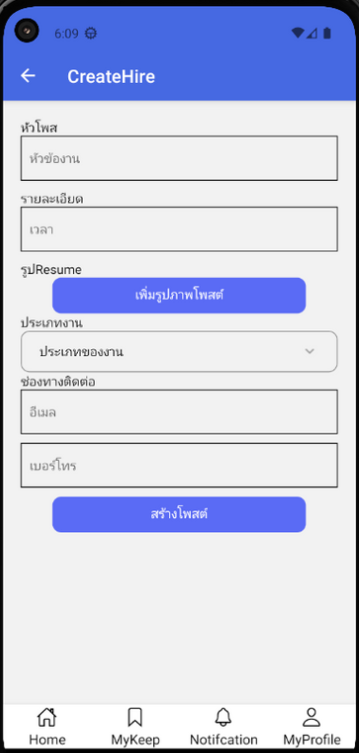 6:09
CreateHire
หัวโพส
หัวข้องาน
รายละเอียด
เวลา
รูปResume
เพิ่มรูปภาพโพสต์
ประเภทงาน
ประเภทของงาน
ช่องทางติดต่อ
อีเมล
เบอร์โทร
สร้างโพสต์
Home MyKeep Notifcation MyProfile